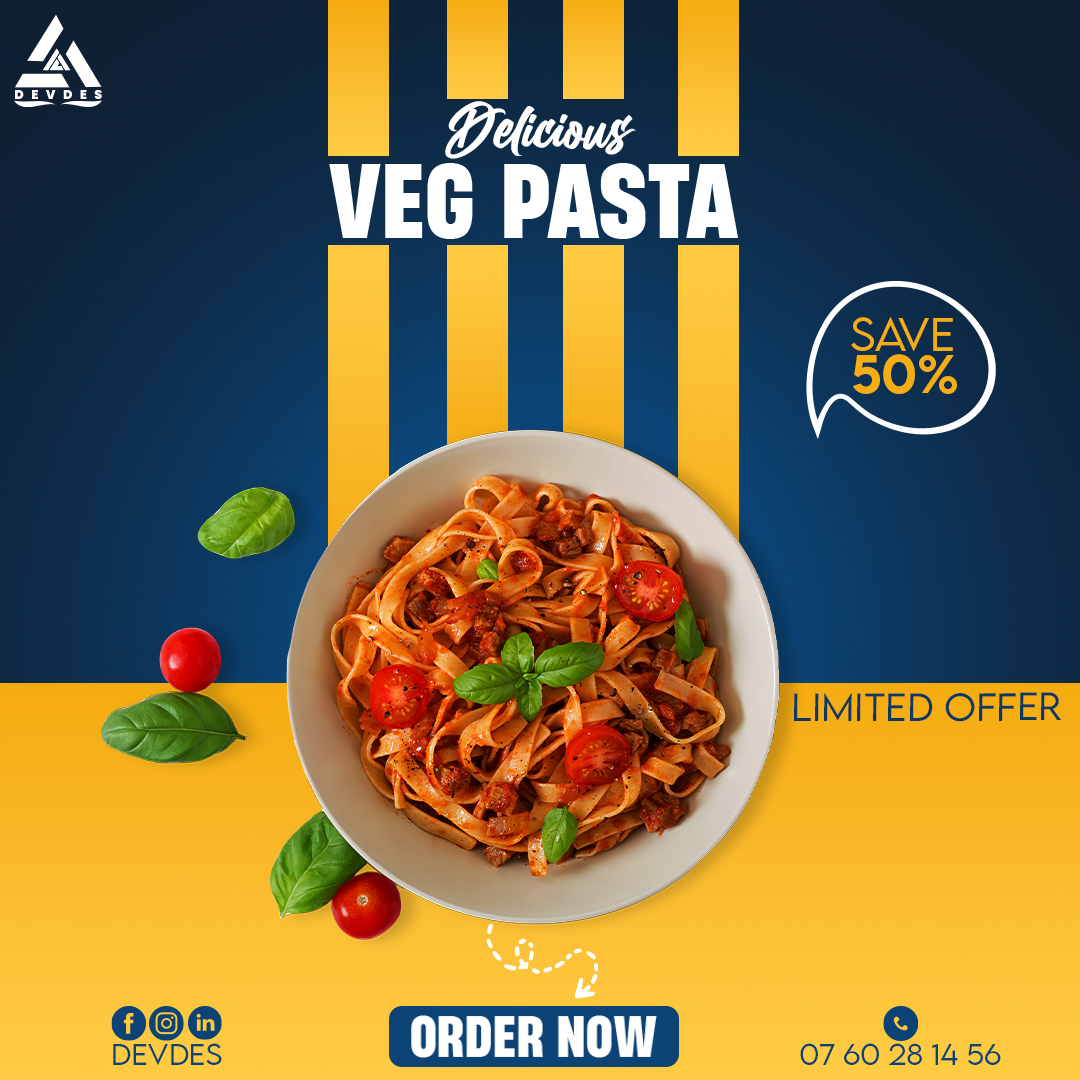 DEVDES
Delicious
VEG PASTA
SAVE
50%
LIMITED OFFER
DEVDES
ORDER NOW
07 60 28 14 56